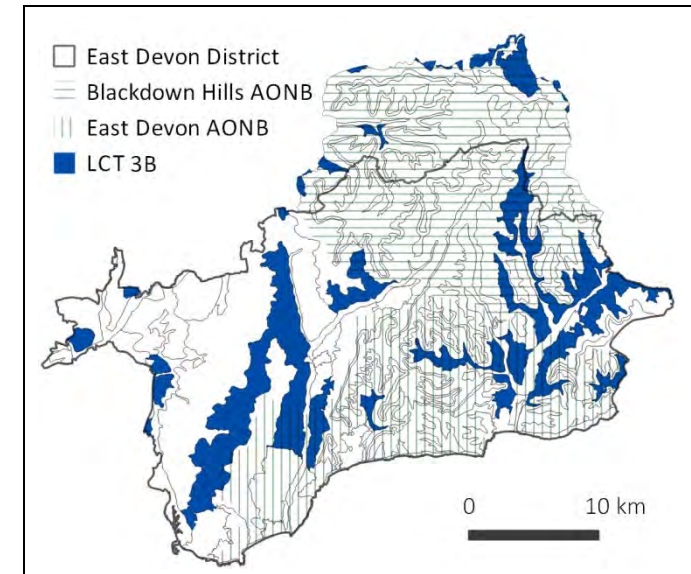 East Devon District
Blackdown Hills AONB
East Devon AONB
LCT 3B
0 10 km